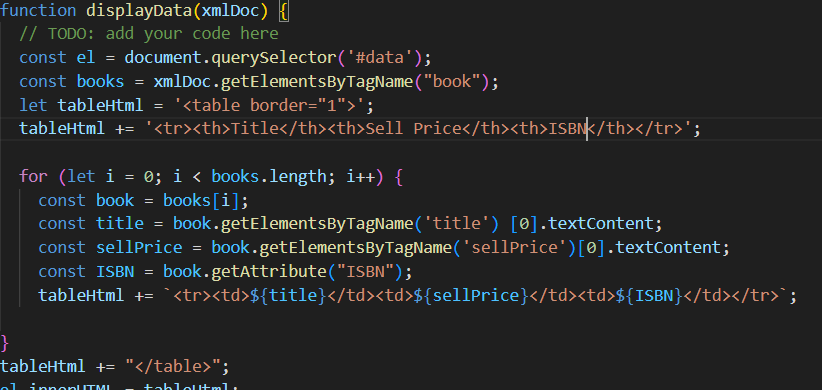 function displayData(xmlDoc) {
// TODO: add your code here
const el = document.querySelector('#data');
const books = xmlDoc.getElementsByTagName("book");
let tableHtml = '<table border="1">';
tableHtml += '<tr><th>Title</th><th>Sell Price</th><th>ISBN</th></tr>';
for (let i = 0; i < books.length; i++) {
const book = books[i];
const title = book.getElementsByTagName('title') [0].textContent;
const sellPrice = book.getElementsByTagName('sellPrice')[0].textContent;
const ISBN = book.getAttribute("ISBN");
tableHtml += `<tr><td>${title}</td><td>${sellPrice}</td><td>${ISBN}</td></tr>`;
}
tableHtml += "</table>";
el.innerHTML = tableHtml;